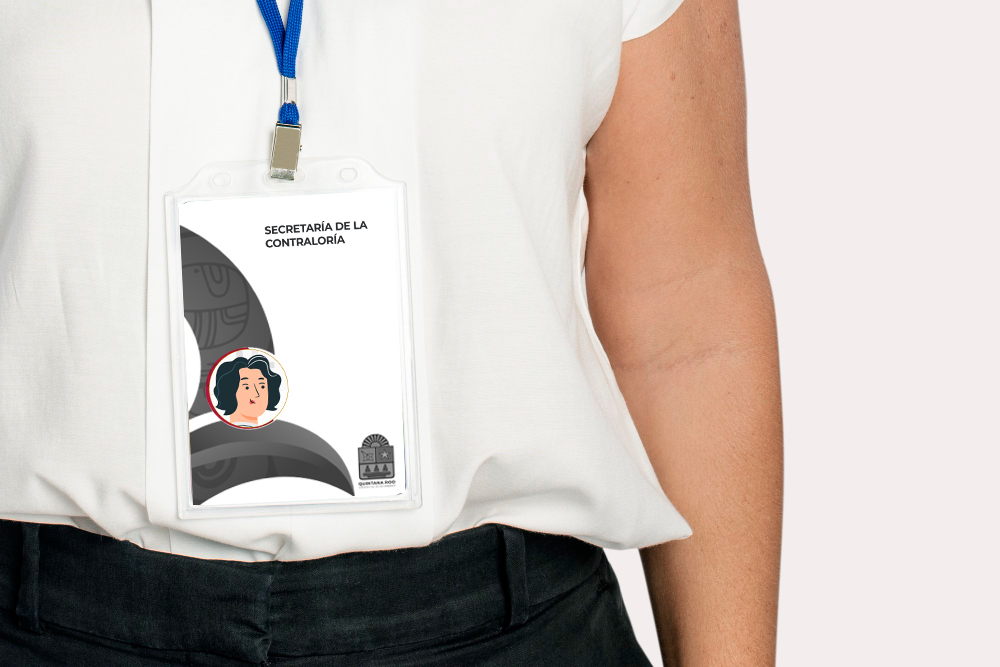 SECRETARÍA DE LA
CONTRALORÍA
QUINTANA ROO